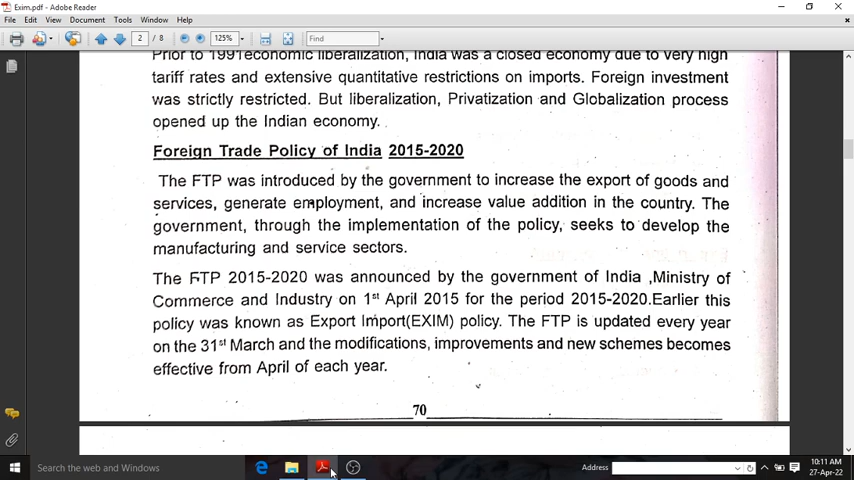 Exim.pdf - Adobe Reader
File Edit View Document Tools Window Help
2 / 8 125% Find
Prior to 1991economic liberalization, India was a closed economy due to very high
tariff rates and extensive quantitative restrictions on imports. Foreign investment
was strictly restricted. But liberalization, Privatization and Globalization process
opened up the Indian economy.
Foreign Trade Policy of India 2015-2020
The FTP was introduced by the government to increase the export of goods and
services, generate employment, and increase value addition in the country. The
government, through the implementation of the policy, seeks to develop the
manufacturing and service sectors.
The FTP 2015-2020 was announced by the government of India ,Ministry of
Commerce and Industry on 1st April 2015 for the period 2015-2020.Earlier this
policy was known as Export Import(EXIM) policy. The FTP is updated every year
on the 31st March and the modifications, improvements and new schemes becomes
effective from April of each year.
70
Search the web and Windows
Address
10:11 AM
27-Apr-22